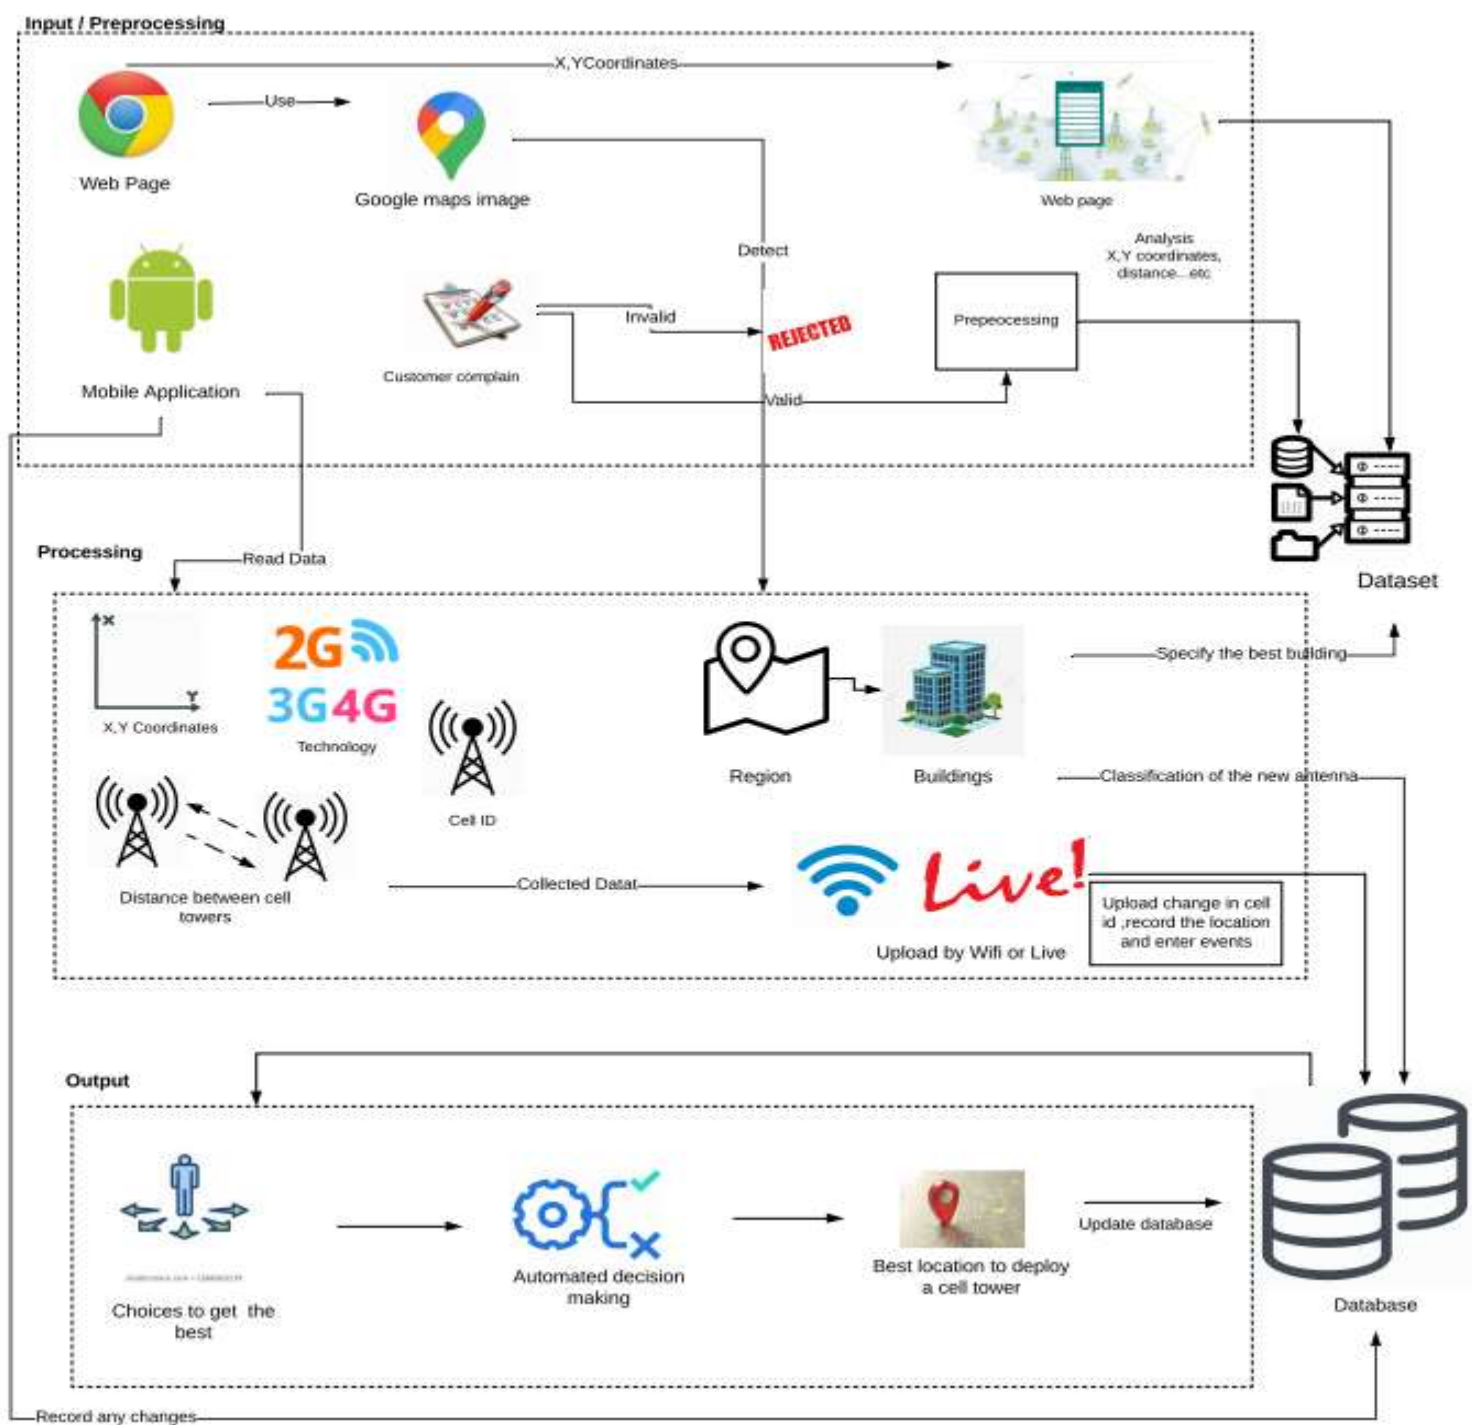 Input / Preprocessing
X,YCoordinates
Use
Web Page
Google maps image
Web page
Analysis
X,Y coordinates,
distance...etc
Detect
Invalid
REJECTED
Prepeocessing
Customer complain
Mobile Application
Valid
Dataset
Processing
Read Data
X
Y
X,Y Coordinates
2G
3G4G
Technology
Cell ID
Region
Buildings
Specify the best building
Classification of the new antenna
Distance between cell
towers
Collected Datat
Live!
Upload by Wifi or Live
Upload change in cell
id ,record the location
and enter events
Output
Choices to get the
best
Automated decision
making
Best location to deploy
a cell tower
Update database
Database
Record any changes